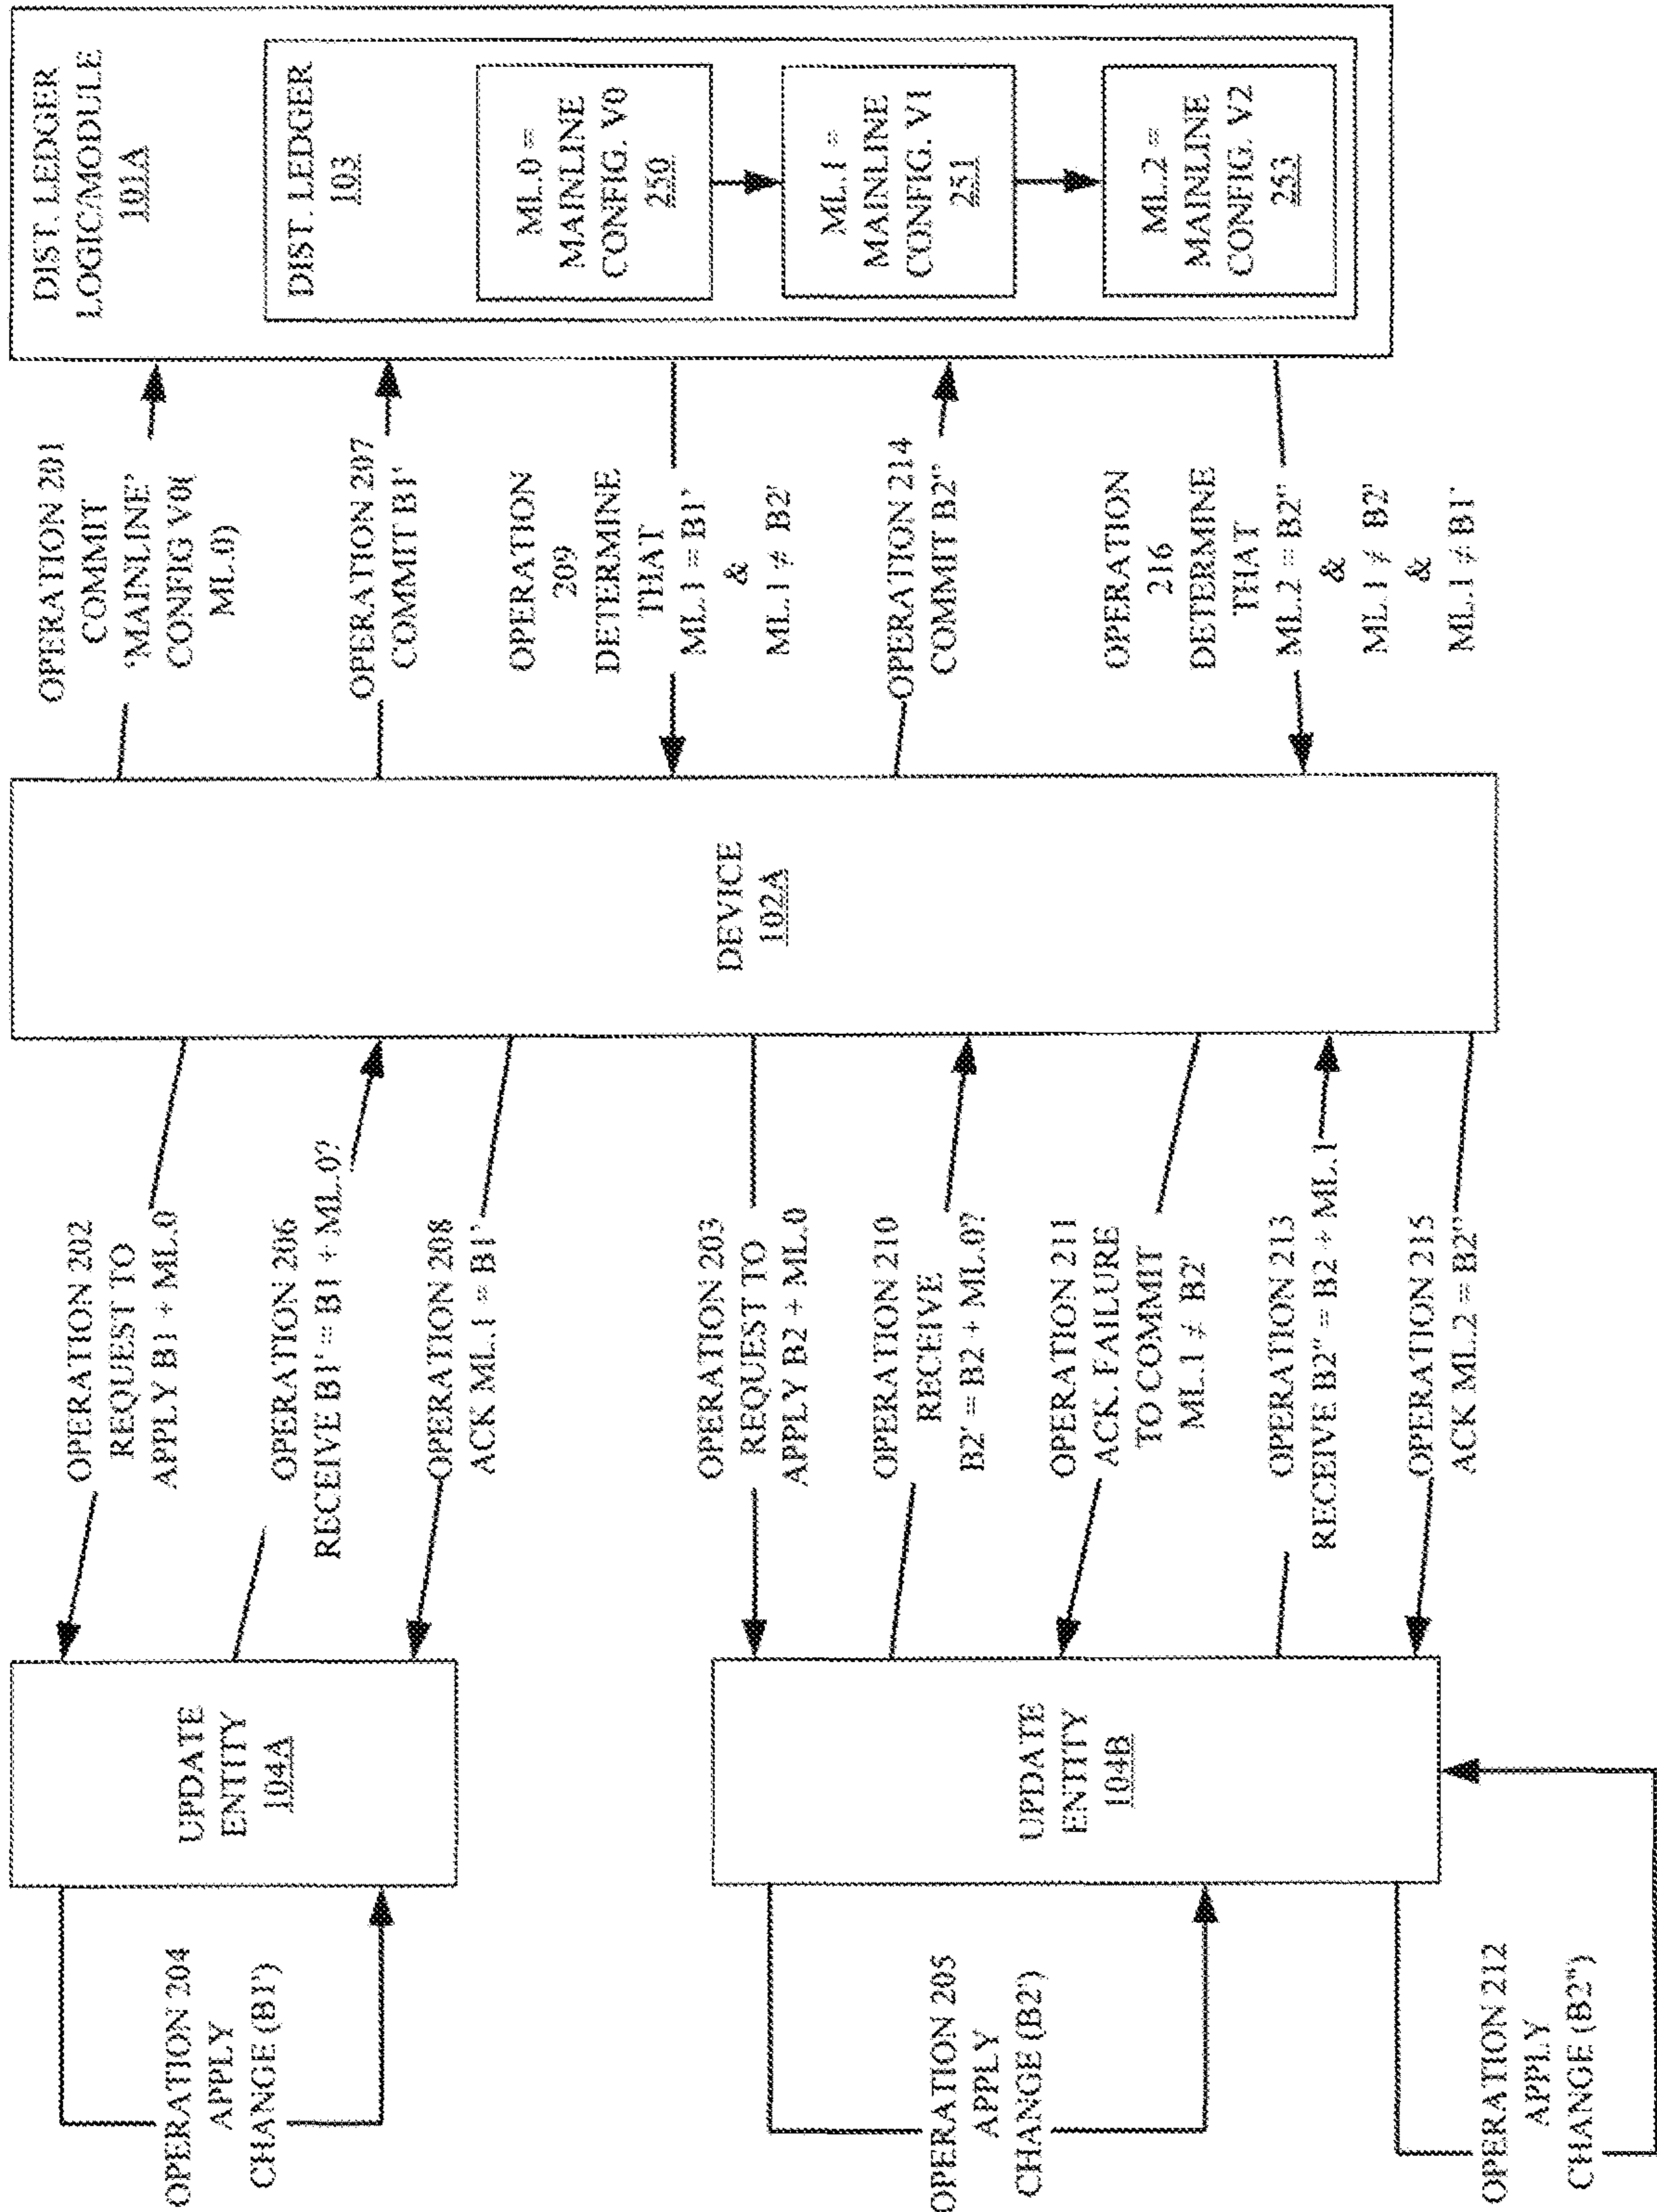 OPERATION 204
APPLY
CHANGE (B1')
UPDATE
ENTITY
104A
OPERATION 202
REQUEST TO
APPLY B1 + ML.0
OPERATION 206
RECEIVE B1' = B1 + ML.0?
OPERATION 208
ACK ML.1 = B1'
OPERATION 205
APPLY
CHANGE (B2')
OPERATION 212
APPLY
CHANGE (B2'')
UPDATE
ENTITY
104B
OPERATION 203
REQUEST TO
APPLY B2 + ML.0
OPERATION 210
RECEIVE
B2' = B2 + ML.0?
OPERATION 211
ACK. FAILURE
TO COMMIT
ML.1 ≠ B2'
OPERATION 213
RECEIVE B2'' = B2 + ML.1
OPERATION 215
ACK ML.2 = B2''
DEVICE
102A
OPERATION 201
COMMIT
'MAINLINE'
CONFIG V0(
ML.0)
OPERATION 207
COMMIT B1'
OPERATION
209
DETERMINE
THAT
ML.1 = B1'
&
ML.1 ≠ B2'
OPERATION 214
COMMIT B2''
OPERATION
216
DETERMINE
THAT
ML.2 = B2''
&
ML.1 ≠ B2'
&
ML.1 ≠ B1'
DIST. LEDGER
LOGIC/MODULE
101A
DIST. LEDGER
103
ML.0 =
MAINLINE
CONFIG. V0
250
ML.1 =
MAINLINE
CONFIG. V1
251
ML.2 =
MAINLINE
CONFIG. V2
253